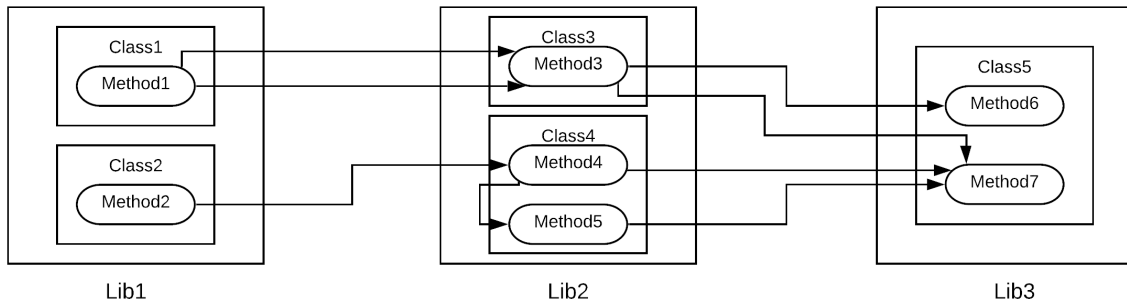 Class1
Method1
Class2
Method2
Lib1
Class3
Method3
Class4
Method4
Method5
Lib2
Class5
Method6
Method7
Lib3